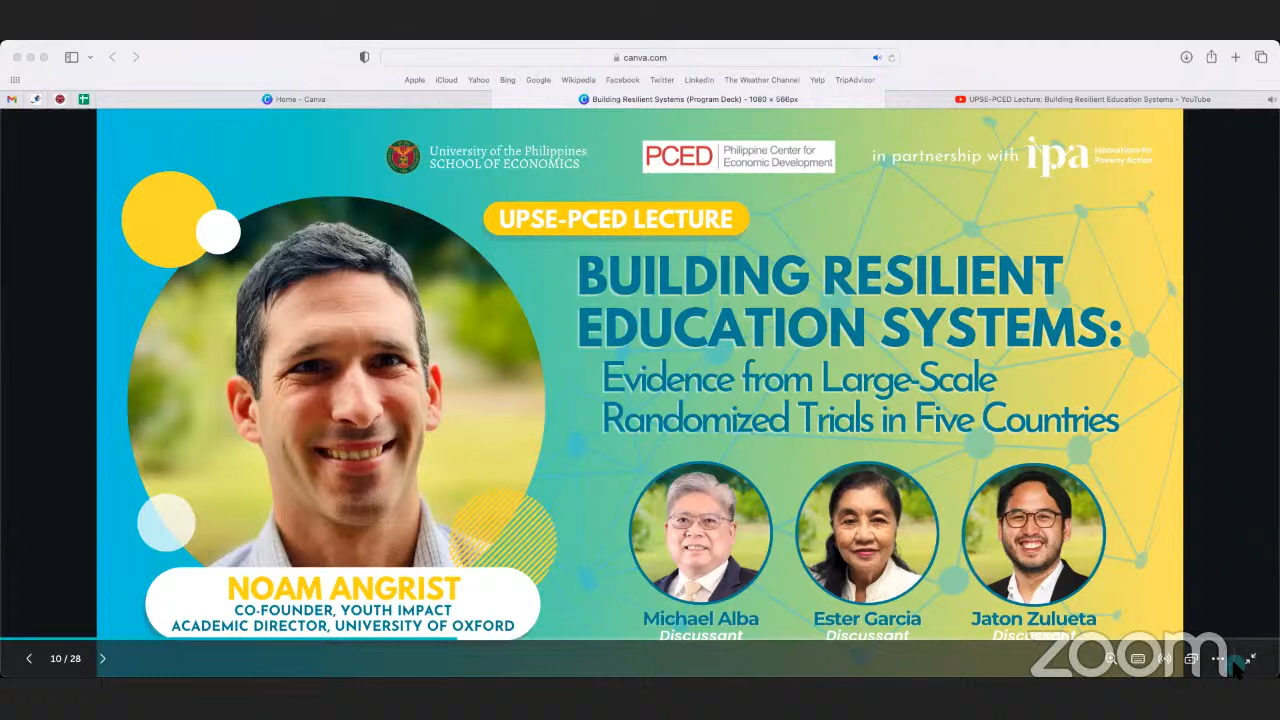 canva.com
Apple iCloud Yahoo Bing Google Wikipedia Facebook Twitter LinkedIn The Weather Channel Yelp TripAdvisor
Home - Canva
Building Resilient Systems (Program Deck) - 1080 x 566px
UPSE-PCED Lecture: Building Resilient Education Systems - YouTube
University of the Philippines
SCHOOL OF ECONOMICS
PCED
Philippine Center for
Economic Development
in partnership with ipa
Innovations for
Poverty Action
UPSE-PCED LECTURE
BUILDING RESILIENT
EDUCATION SYSTEMS:
Evidence from Large-Scale
Randomized Trials in Five Countries
NOAM ANGRIST
CO-FOUNDER, YOUTH IMPACT
ACADEMIC DIRECTOR, UNIVERSITY OF OXFORD
Michael Alba
Discussant
Ester Garcia
Discussant
Jaton Zulueta
Discussant
10 / 28
zoom